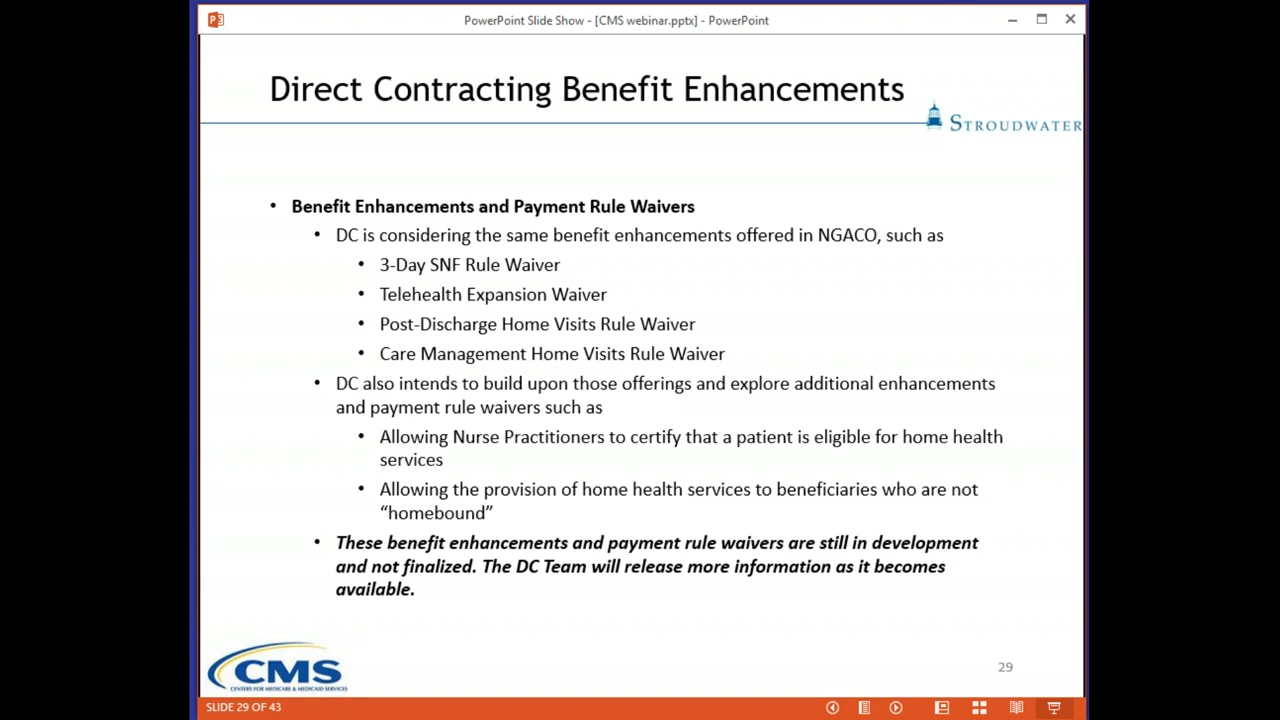 PowerPoint Slide Show - [CMS webinar.pptx] - PowerPoint
Direct Contracting Benefit Enhancements
STROUDWATER
• Benefit Enhancements and Payment Rule Waivers
• DC is considering the same benefit enhancements offered in NGACO, such as
• 3-Day SNF Rule Waiver
• Telehealth Expansion Waiver
• Post-Discharge Home Visits Rule Waiver
• Care Management Home Visits Rule Waiver
• DC also intends to build upon those offerings and explore additional enhancements
and payment rule waivers such as
• Allowing Nurse Practitioners to certify that a patient is eligible for home health
services
• Allowing the provision of home health services to beneficiaries who are not
“homebound”
• These benefit enhancements and payment rule waivers are still in development
and not finalized. The DC Team will release more information as it becomes
available.
CMS
CENTERS FOR MEDICARE & MEDICAID SERVICES
29
SLIDE 29 OF 43